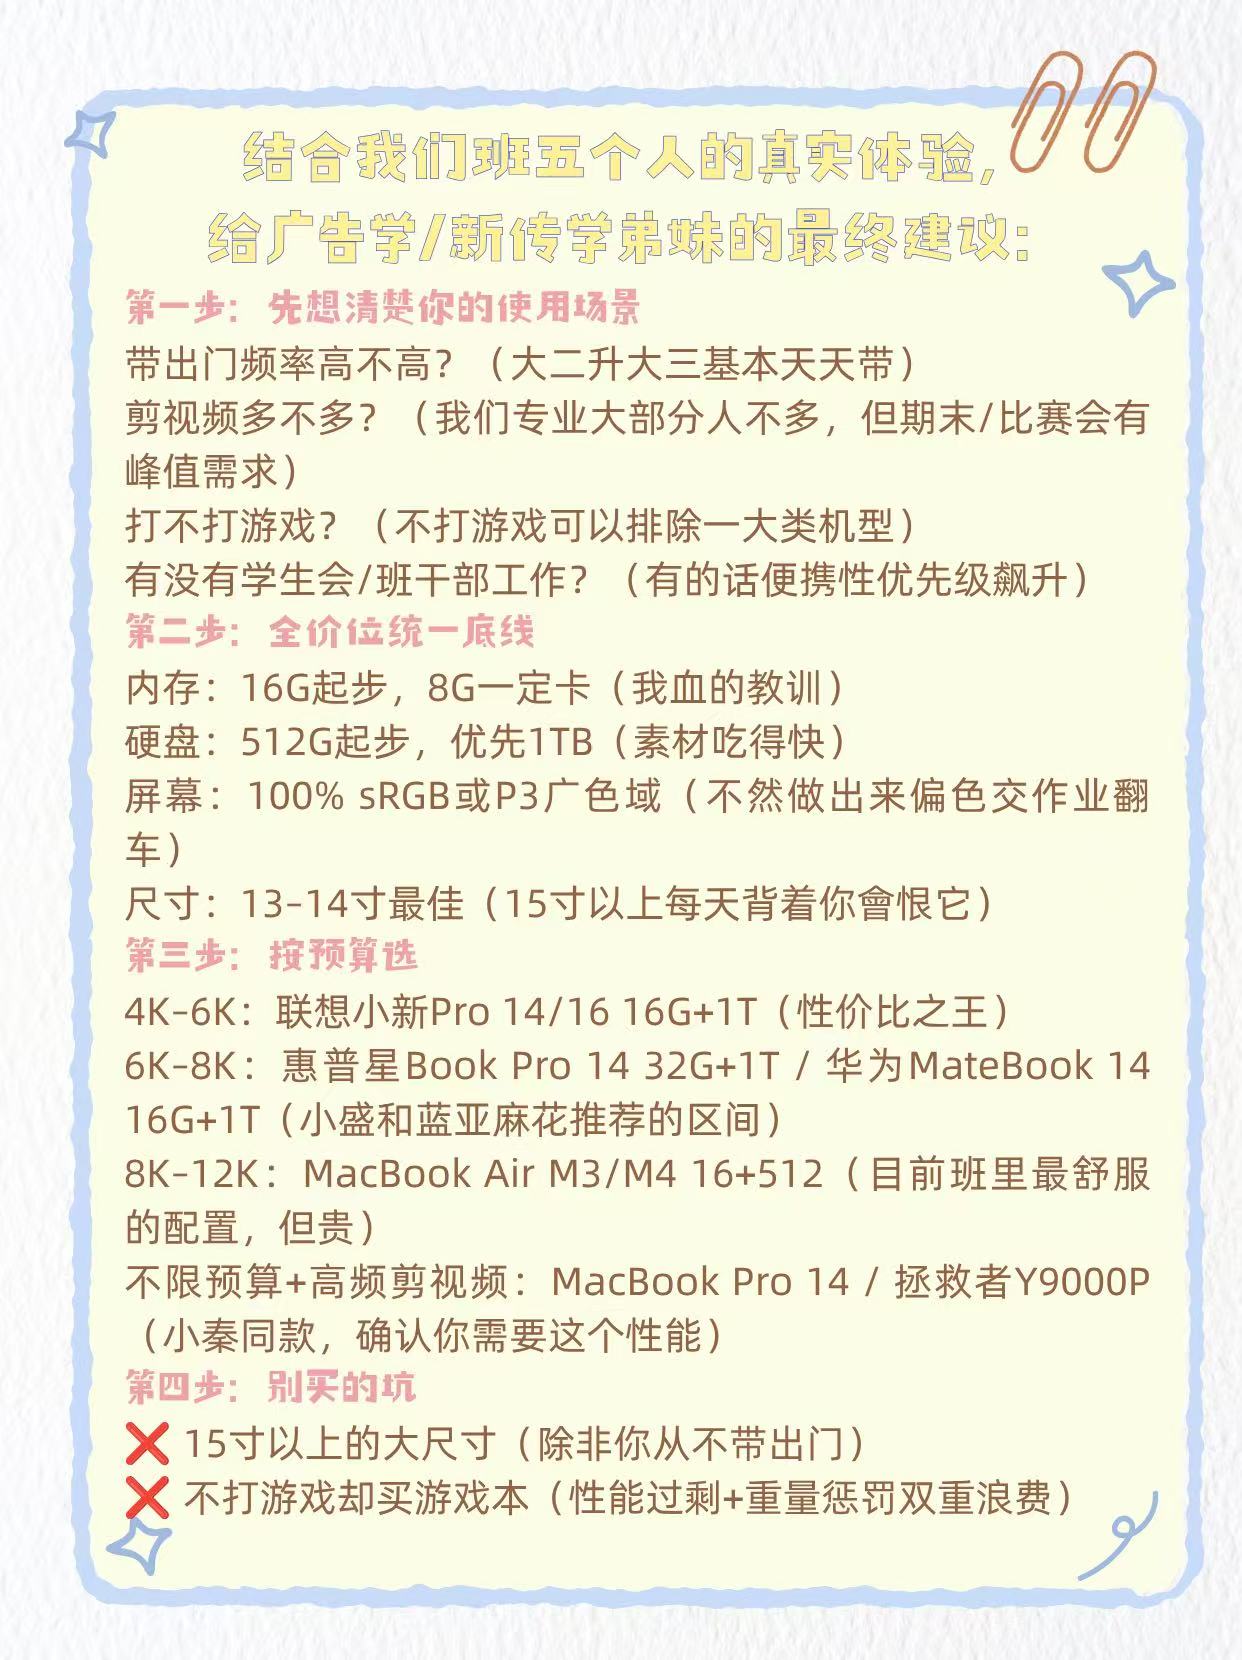 结合我们班五个人的真实体验，
给广告学/新传学弟妹的最终建议：
第一步：先想清楚你的使用场景
带出门频率高不高？（大二升大三基本天天带）
剪视频多不多？（我们专业大部分人不多，但期末/比赛会有
峰值需求）
打不打游戏？（不打游戏可以排除一大类机型）
有没有学生会/班干部工作？（有的话便携性优先级飙升）
第二步：全价位统一底线
内存：16G起步，8G一定卡（我血的教训）
硬盘：512G起步，优先1TB（素材吃得快）
屏幕：100% sRGB或P3广色域（不然做出来偏色交作业翻
车）
尺寸：13-14寸最佳（15寸以上每天背着你會恨它）
第三步：按预算选
4K-6K：联想小新Pro 14/16 16G+1T（性价比之王）
6K-8K：惠普星Book Pro 14 32G+1T / 华为MateBook 14
16G+1T（小盛和蓝亚麻花推荐的区间）
8K-12K：MacBook Air M3/M4 16+512（目前班里最舒服
的配置，但贵）
不限预算+高频剪视频：MacBook Pro 14 / 拯救者Y9000P
（小秦同款，确认你需要这个性能）
第四步：别买的坑
❌ 15寸以上的大尺寸（除非你从不带出门）
❌ 不打游戏却买游戏本（性能过剩+重量惩罚双重浪费）